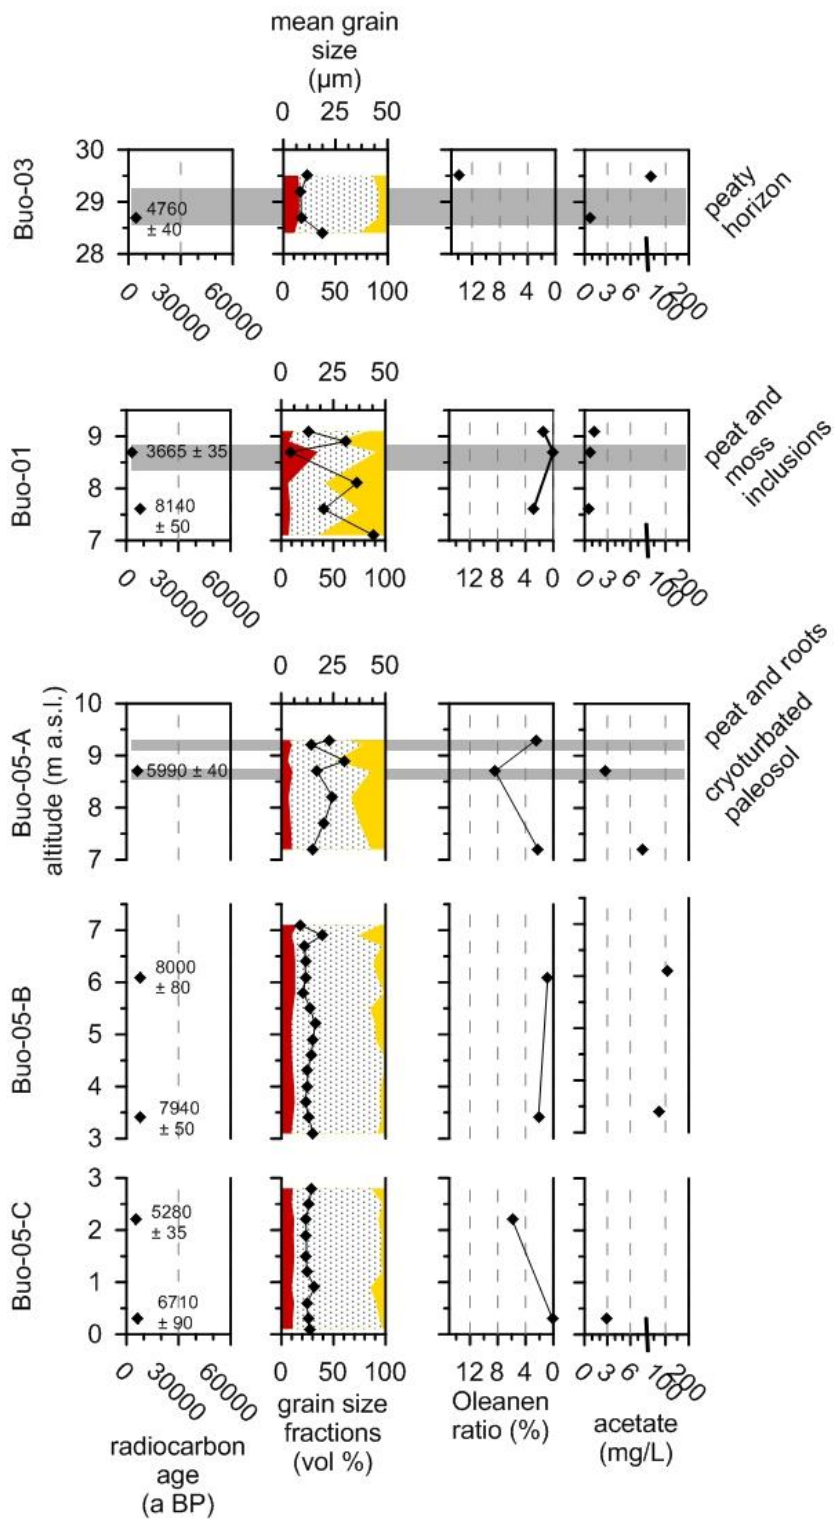 mean grain
size
(µm)
0 25 50
Buo-03
30
29
28
4760
± 40
peaty
horizon
0 30000 60000
0 50 100
12 8 4 0
0 3 6 100 200
0 25 50
Buo-01
9
8
7
3665 ± 35
8140
± 50
peat and
moss
inclusions
0 30000 60000
0 50 100
12 8 4 0
0 3 6 100 200
0 25 50
Buo-05-A
altitude (m a.s.l.)
10
9
8
7
5990 ± 40
peat and roots
cryoturbated
paleosol
Buo-05-B
7
6
5
4
3
8000
± 80
7940
± 50
Buo-05-C
3
2
1
0
5280
± 35
6710
± 90
0 30000 60000
0 50 100
12 8 4 0
0 3 6 100 200
radiocarbon
age
(a BP)
grain size
fractions
(vol %)
Oleanen
ratio (%)
acetate
(mg/L)